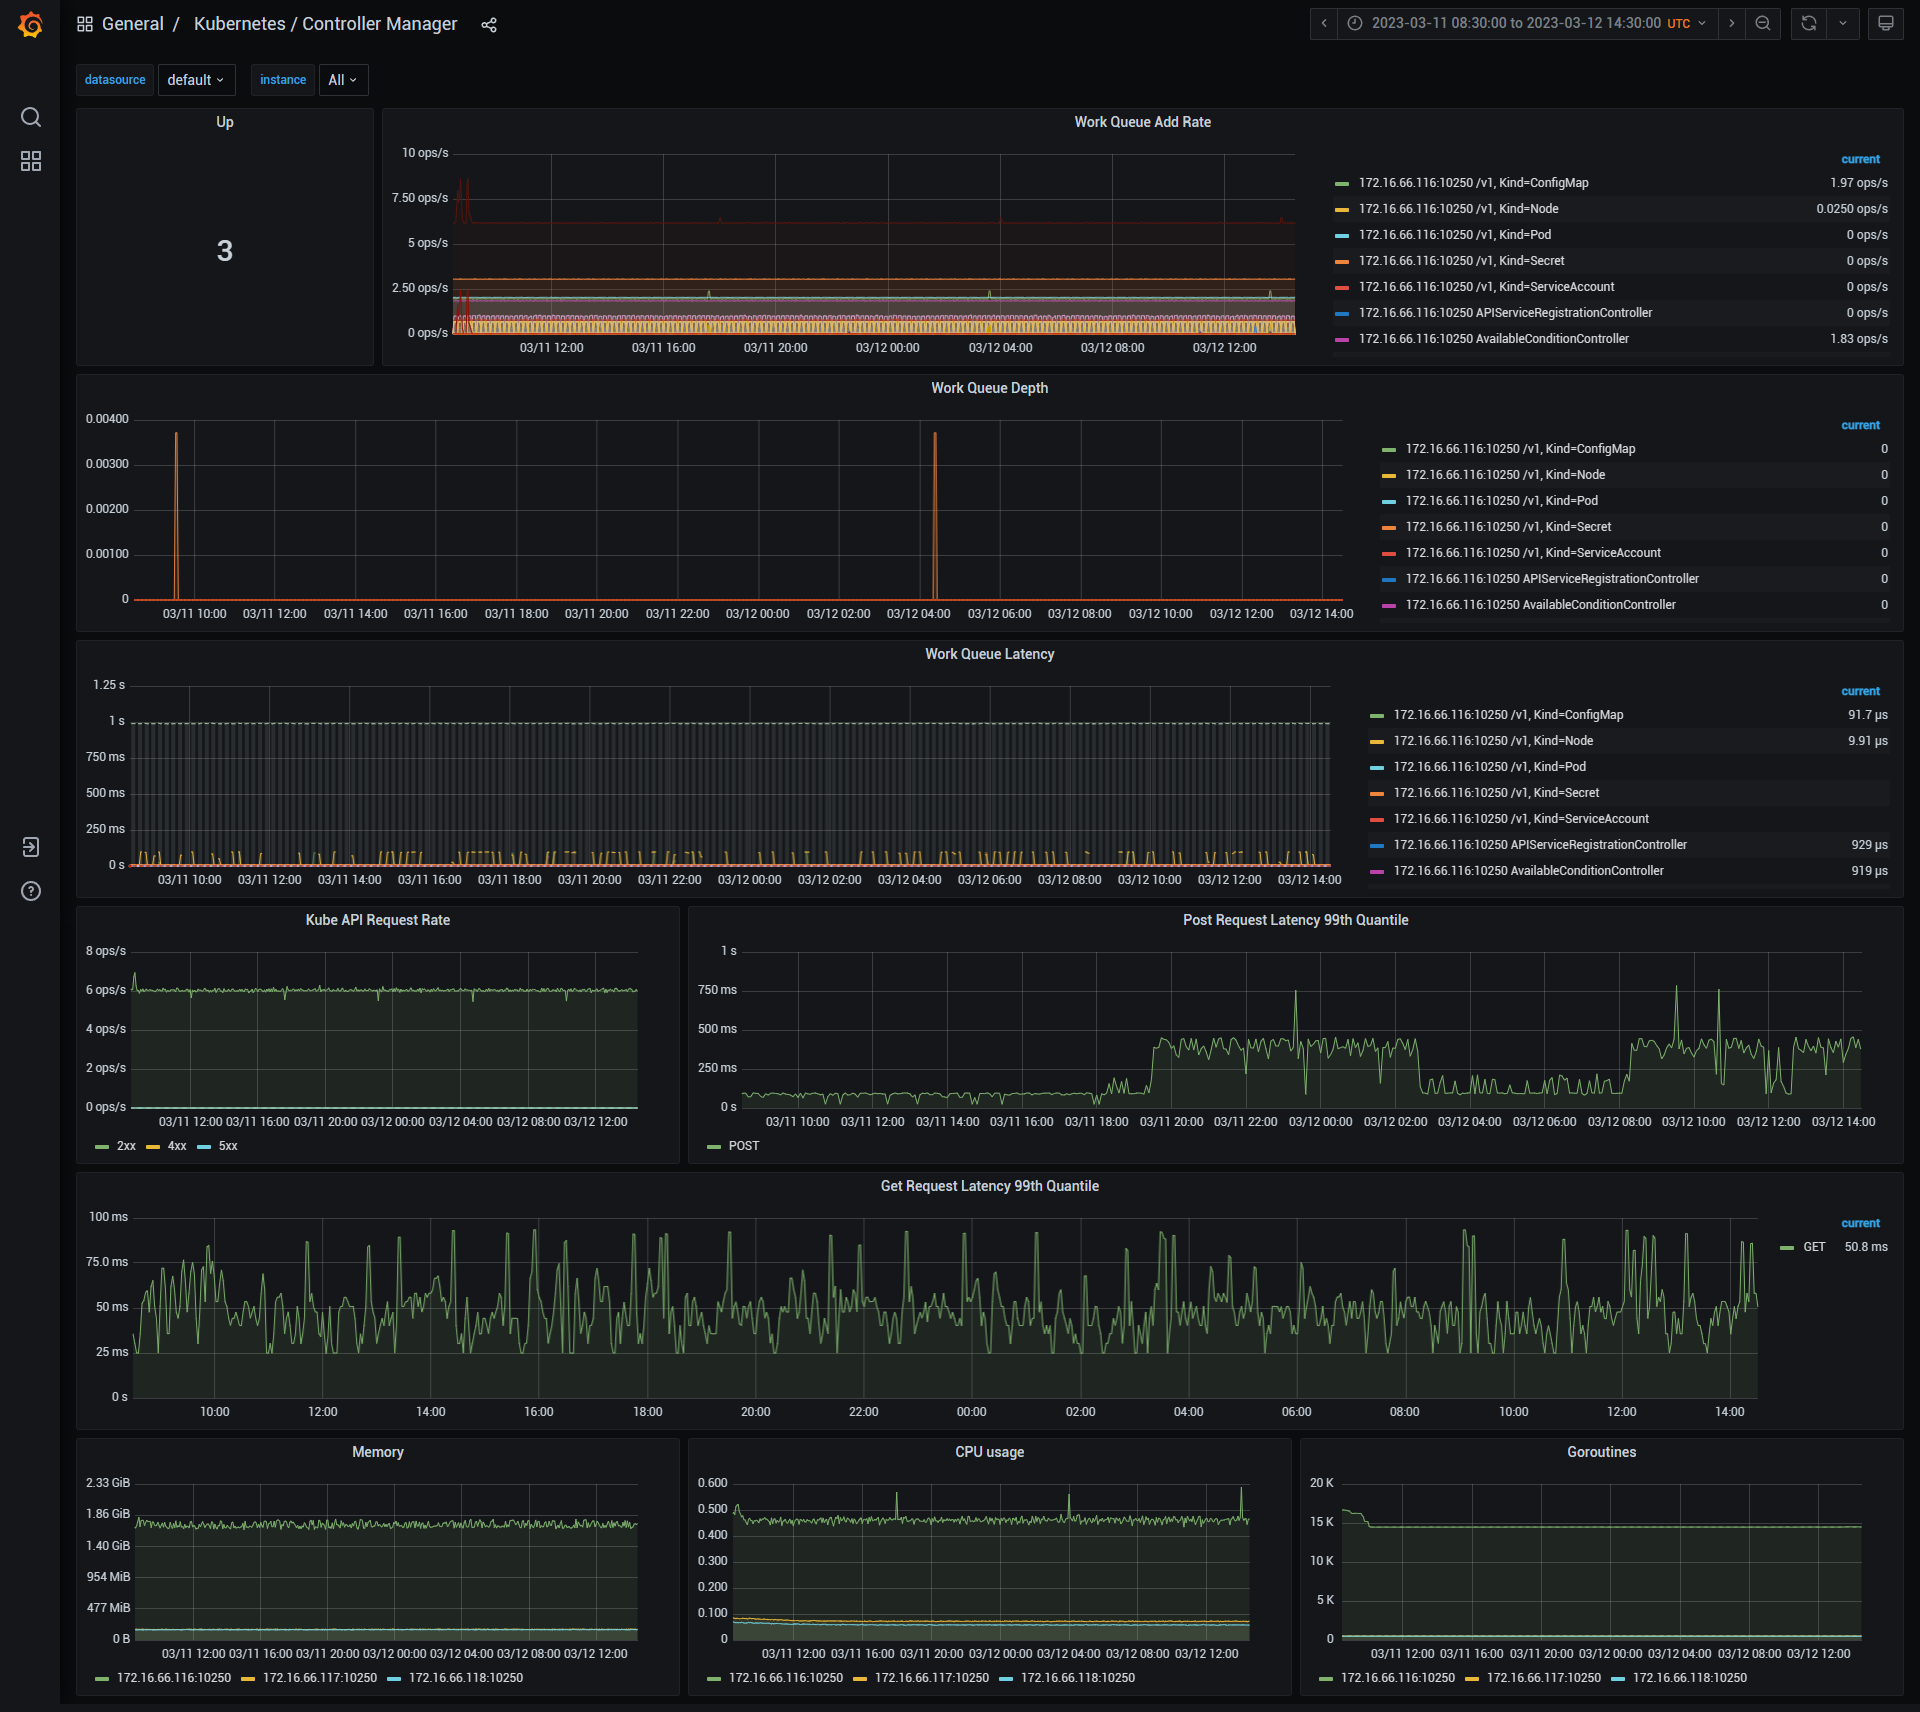 General / Kubernetes / Controller Manager
2023-03-11 08:30:00 to 2023-03-12 14:30:00 UTC
datasource default instance All
Up
3
Work Queue Add Rate
10 ops/s
7.50 ops/s
5 ops/s
2.50 ops/s
0 ops/s
03/11 12:00 03/11 16:00 03/11 20:00 03/12 00:00 03/12 04:00 03/12 08:00 03/12 12:00
current
172.16.66.116:10250 /v1, Kind=ConfigMap 1.97 ops/s
172.16.66.116:10250 /v1, Kind=Node 0.0250 ops/s
172.16.66.116:10250 /v1, Kind=Pod 0 ops/s
172.16.66.116:10250 /v1, Kind=Secret 0 ops/s
172.16.66.116:10250 /v1, Kind=ServiceAccount 0 ops/s
172.16.66.116:10250 APIServiceRegistrationController 0 ops/s
172.16.66.116:10250 AvailableConditionController 1.83 ops/s
Work Queue Depth
0.00400
0.00300
0.00200
0.00100
0
03/11 10:00 03/11 12:00 03/11 14:00 03/11 16:00 03/11 18:00 03/11 20:00 03/11 22:00 03/12 00:00 03/12 02:00 03/12 04:00 03/12 06:00 03/12 08:00 03/12 10:00 03/12 12:00 03/12 14:00
current
172.16.66.116:10250 /v1, Kind=ConfigMap 0
172.16.66.116:10250 /v1, Kind=Node 0
172.16.66.116:10250 /v1, Kind=Pod 0
172.16.66.116:10250 /v1, Kind=Secret 0
172.16.66.116:10250 /v1, Kind=ServiceAccount 0
172.16.66.116:10250 APIServiceRegistrationController 0
172.16.66.116:10250 AvailableConditionController 0
Work Queue Latency
1.25 s
1 s
750 ms
500 ms
250 ms
0 s
03/11 10:00 03/11 12:00 03/11 14:00 03/11 16:00 03/11 18:00 03/11 20:00 03/11 22:00 03/12 00:00 03/12 02:00 03/12 04:00 03/12 06:00 03/12 08:00 03/12 10:00 03/12 12:00 03/12 14:00
current
172.16.66.116:10250 /v1, Kind=ConfigMap 91.7 µs
172.16.66.116:10250 /v1, Kind=Node 9.91 µs
172.16.66.116:10250 /v1, Kind=Pod
172.16.66.116:10250 /v1, Kind=Secret
172.16.66.116:10250 /v1, Kind=ServiceAccount
172.16.66.116:10250 APIServiceRegistrationController 929 µs
172.16.66.116:10250 AvailableConditionController 919 µs
Kube API Request Rate
8 ops/s
6 ops/s
4 ops/s
2 ops/s
0 ops/s
03/11 12:00 03/11 16:00 03/11 20:00 03/12 00:00 03/12 04:00 03/12 08:00 03/12 12:00
2xx 4xx 5xx
Post Request Latency 99th Quantile
1 s
750 ms
500 ms
250 ms
0 s
03/11 10:00 03/11 12:00 03/11 14:00 03/11 16:00 03/11 18:00 03/11 20:00 03/11 22:00 03/12 00:00 03/12 02:00 03/12 04:00 03/12 06:00 03/12 08:00 03/12 10:00 03/12 12:00 03/12 14:00
POST
Get Request Latency 99th Quantile
100 ms
75.0 ms
50 ms
25 ms
0 s
10:00 12:00 14:00 16:00 18:00 20:00 22:00 00:00 02:00 04:00 06:00 08:00 10:00 12:00 14:00
current
GET 50.8 ms
Memory
2.33 GiB
1.86 GiB
1.40 GiB
954 MiB
477 MiB
0 B
03/11 12:00 03/11 16:00 03/11 20:00 03/12 00:00 03/12 04:00 03/12 08:00 03/12 12:00
172.16.66.116:10250 172.16.66.117:10250 172.16.66.118:10250
CPU usage
0.600
0.500
0.400
0.300
0.200
0.100
0
03/11 12:00 03/11 16:00 03/11 20:00 03/12 00:00 03/12 04:00 03/12 08:00 03/12 12:00
172.16.66.116:10250 172.16.66.117:10250 172.16.66.118:10250
Goroutines
20 K
15 K
10 K
5 K
0
03/11 12:00 03/11 16:00 03/11 20:00 03/12 00:00 03/12 04:00 03/12 08:00 03/12 12:00
172.16.66.116:10250 172.16.66.117:10250 172.16.66.118:10250